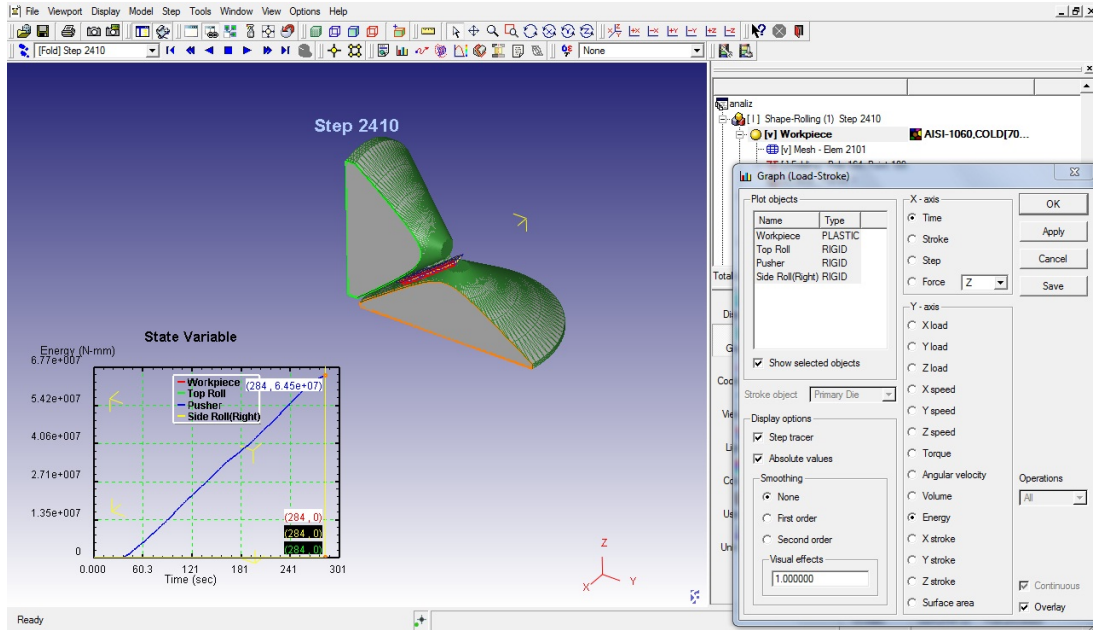 File Viewport Display Model Step Tools Window View Options Help
[Fold] Step 2410
None
Step 2410
analiz
[ I ] Shape-Rolling (1) Step 2410
[v] Workpiece AISI-1060,COLD[70...
[v] Mesh - Elem 2101
Total
Graph (Load-Stroke)
Plot objects
Name Type
Workpiece PLASTIC
Top Roll RIGID
Pusher RIGID
Side Roll(Right) RIGID
Show selected objects
Stroke object Primary Die
Display options
Step tracer
Absolute values
Smoothing
None
First order
Second order
Visual effects
1.000000
X - axis
Time
Stroke
Step
Force Z
Y - axis
X load
Y load
Z load
X speed
Y speed
Z speed
Torque
Angular velocity
Volume
Energy
X stroke
Y stroke
Z stroke
Surface area
OK
Apply
Cancel
Save
Operations
All
Continuous
Overlay
State Variable
Energy (N-mm)
6.77e+007
5.42e+007
4.06e+007
2.71e+007
1.35e+007
0
Workpiece
Top Roll
Pusher
Side Roll(Right)
(284 , 6.45e+07)
(284 , 0)
(284 , 0)
(284 , 0)
0.000 60.3 121 181 241 301
Time (sec)
Z
X Y
Ready